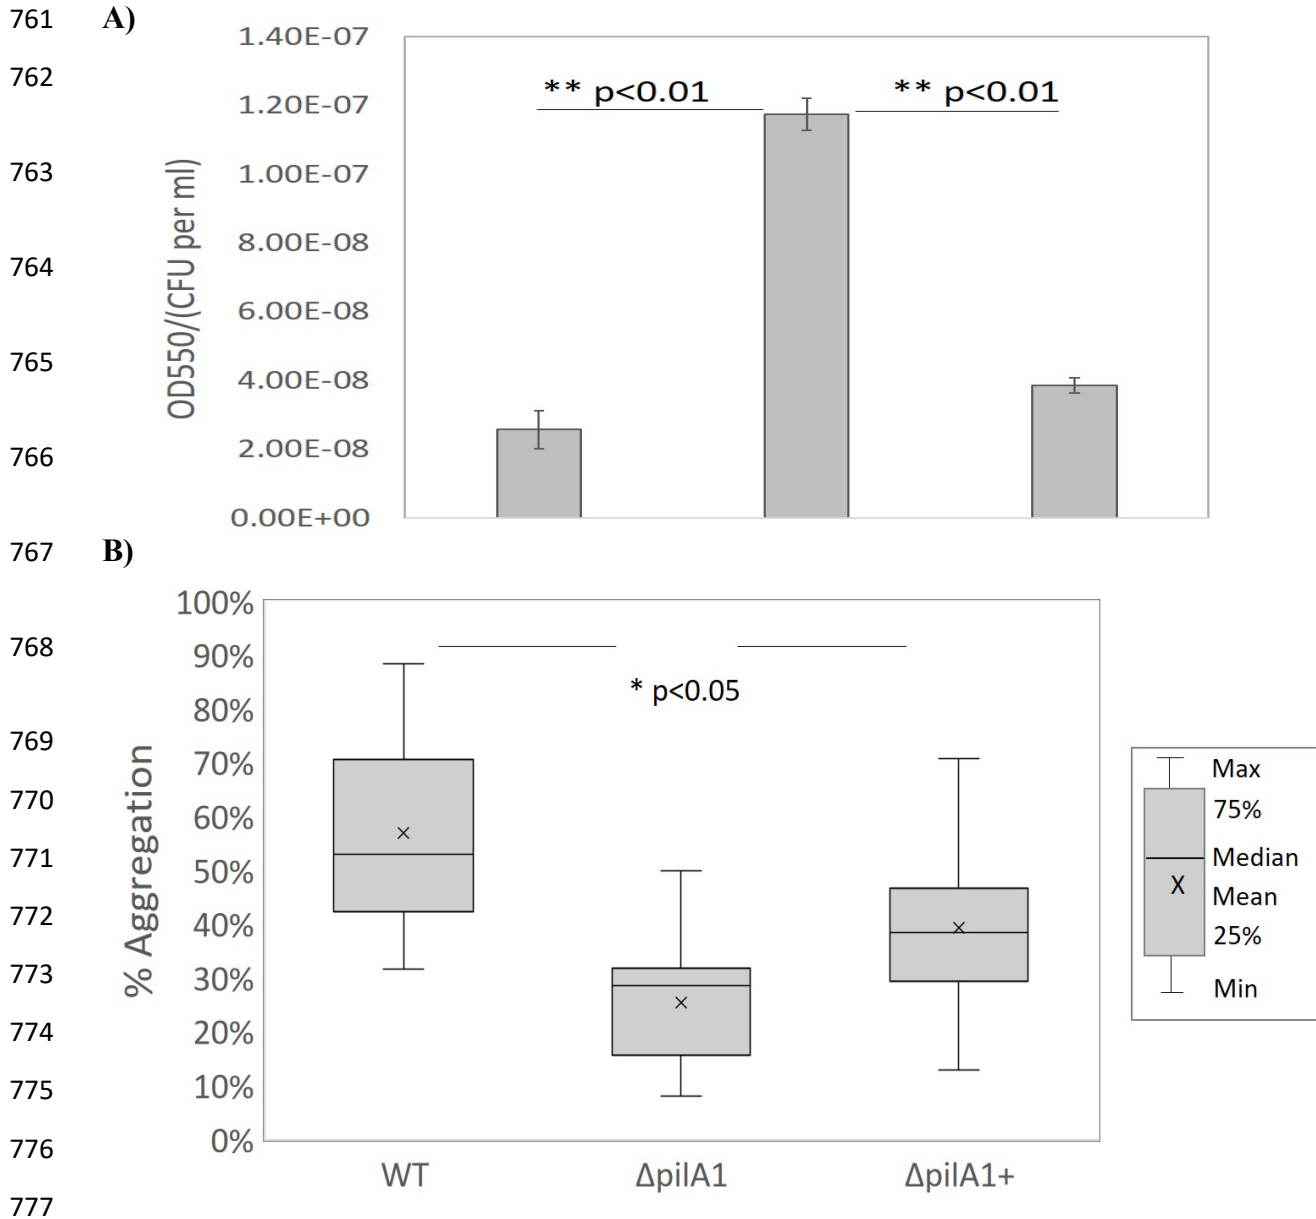 761 A)
1.40E-07
762
** p<0.01 ** p<0.01
1.20E-07
763
1.00E-07
OD550/(CFU per ml)
764
8.00E-08
6.00E-08
765
4.00E-08
766
2.00E-08
0.00E+00
767 B)
100%
768
90%
* p<0.05
80%
769
70%
Max
770
75%
60%
771
Median
% Aggregation
50%
Mean
772
X
40%
25%
773
30%
Min
774
20%
775
10%
776
0%
WT ΔpilA1 ΔpilA1+
777